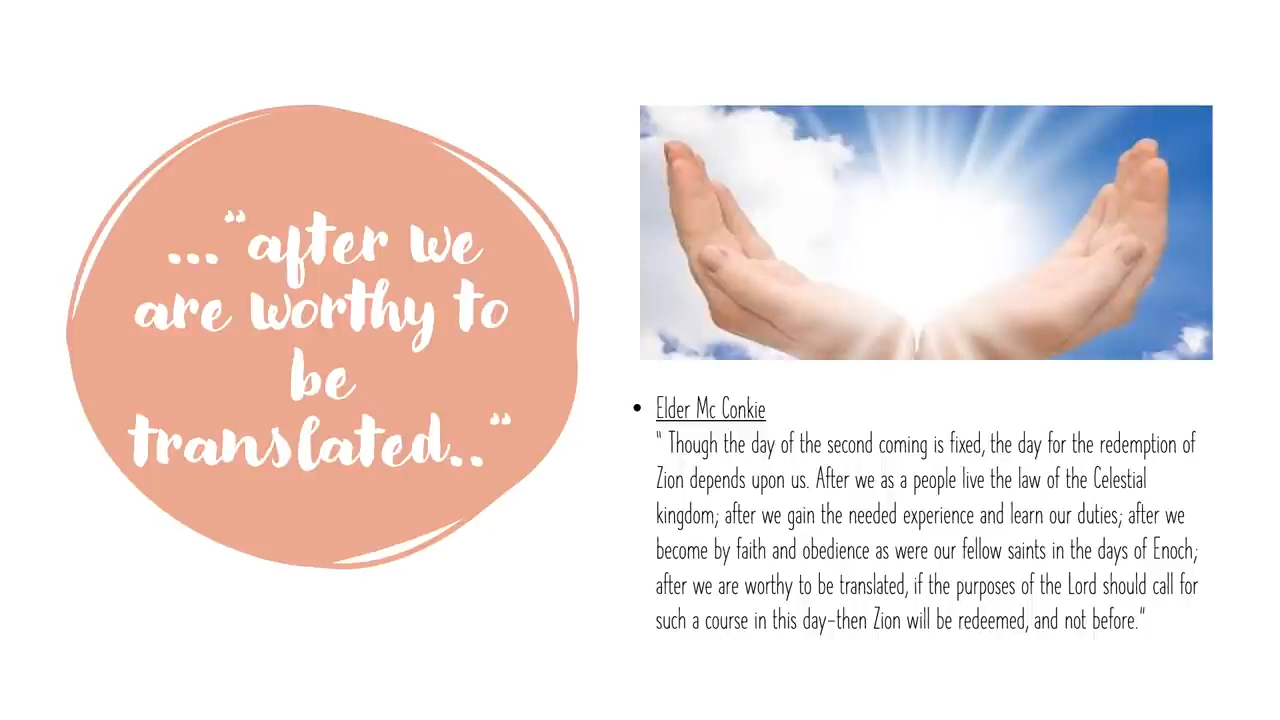 ..."after we
are worthy to
be
translated.."
• Elder Mc Conkie
" Though the day of the second coming is fixed, the day for the redemption of
Zion depends upon us. After we as a people live the law of the Celestial
kingdom; after we gain the needed experience and learn our duties; after we
become by faith and obedience as were our fellow saints in the days of Enoch;
after we are worthy to be translated, if the purposes of the Lord should call for
such a course in this day-then Zion will be redeemed, and not before."